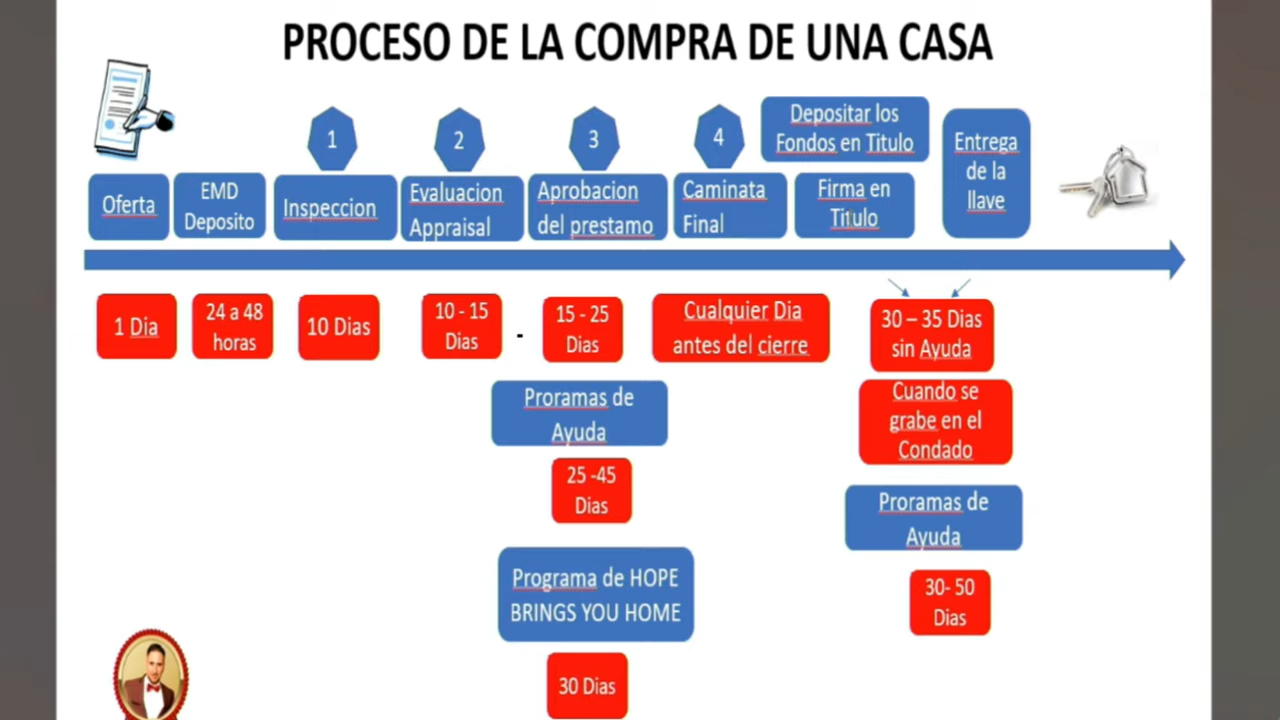 PROCESO DE LA COMPRA DE UNA CASA
1
2
3
4
Depositar los
Fondos en Titulo
Entrega
de la
llave
Oferta
EMD
Deposito
Inspeccion
Evaluacion
Appraisal
Aprobacion
del prestamo
Caminata
Final
Firma en
Titulo
1 Dia
24 a 48
horas
10 Dias
10 - 15
Dias
-
15 - 25
Dias
Cualquier Dia
antes del cierre
30 – 35 Dias
sin Ayuda
Cuando se
grabe en el
Condado
Proramas de
Ayuda
25 -45
Dias
Proramas de
Ayuda
30- 50
Dias
Programa de HOPE
BRINGS YOU HOME
30 Dias